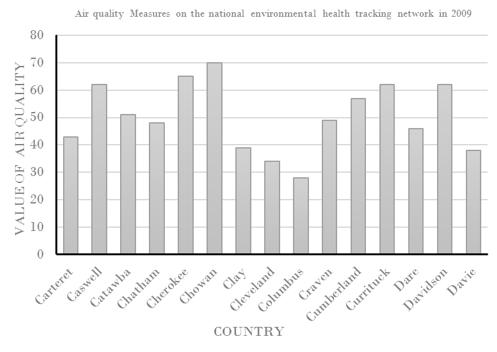 Air quality Measures on the national environmental health tracking network in 2009
80
70
60
50
40
30
20
10
0
VALUE OF AIR QUALITY
Carteret
Caswell
Catawba
Chatham
Cherokee
Chowan
Clay
Cleveland
Columbus
Craven
Cumberland
Currituck
Dare
Davidson
Davie
COUNTRY